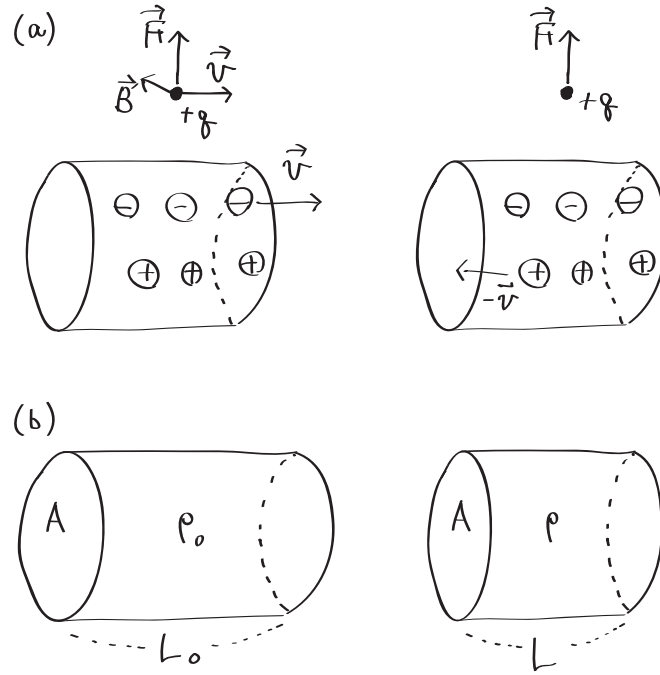 (a)
F⃗ F⃗
B⃗ v⃗
+q +q
v⃗
⊖ ⊖ ⊖ ⊖ ⊖ ⊖
⊕ ⊕ ⊕ ⊕ ⊕ ⊕
-v⃗
(b)
A ρ₀ A ρ
L₀ L